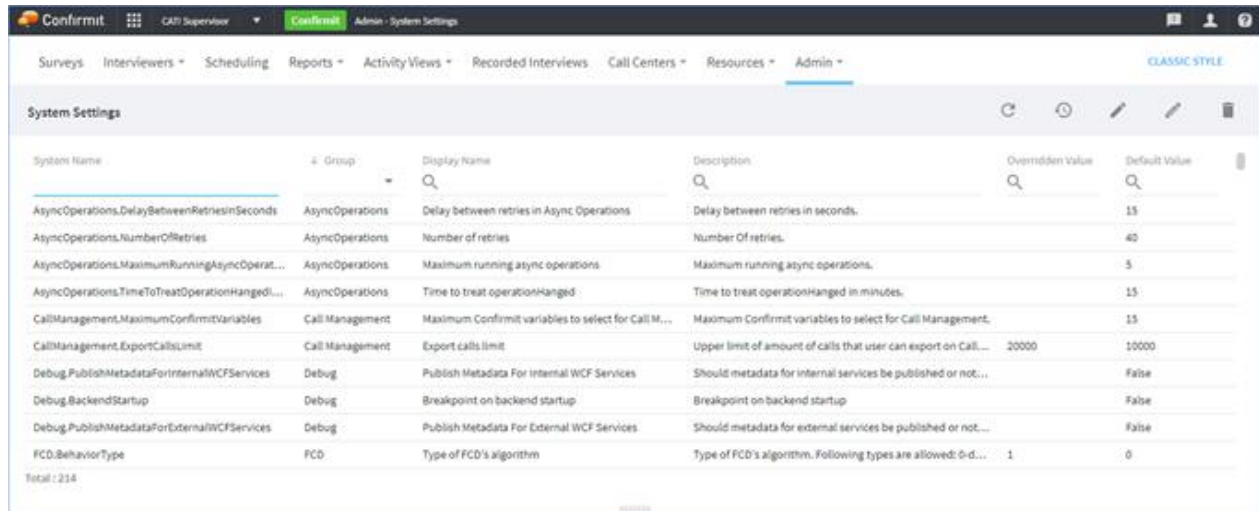 Confirmit CATI Supervisor Confirmit Admin - System Settings
Surveys Interviewers Scheduling Reports Activity Views Recorded Interviews Call Centers Resources Admin CLASSIC STYLE
System Settings
System Name Group Display Name Description Overridden Value Default Value
AsyncOperations.DelayBetweenRetriesInSeconds AsyncOperations Delay between retries in Async Operations Delay between retries in seconds. 15
AsyncOperations.NumberOfRetries AsyncOperations Number of retries Number Of retries. 40
AsyncOperations.MaximumRunningAsyncOperat... AsyncOperations Maximum running async operations Maximum running async operations. 5
AsyncOperations.TimeToTreatOperationHangedI... AsyncOperations Time to treat operationHanged Time to treat operationHanged in minutes. 15
CallManagement.MaximumConfirmitVariables Call Management Maximum Confirmit variables to select for Call M... Maximum Confirmit variables to select for Call Management. 15
CallManagement.ExportCallsLimit Call Management Export calls limit Upper limit of amount of calls that user can export on Call... 20000 10000
Debug.PublishMetadataForInternalWCFServices Debug Publish Metadata For Internal WCF Services Should metadata for internal services be published or not... False
Debug.BackendStartup Debug Breakpoint on backend startup Breakpoint on backend startup False
Debug.PublishMetadataForExternalWCFServices Debug Publish Metadata For External WCF Services Should metadata for external services be published or not... False
FCD.BehaviorType FCD Type of FCD's algorithm Type of FCD's algorithm. Following types are allowed: 0-d... 1 0
Total : 214